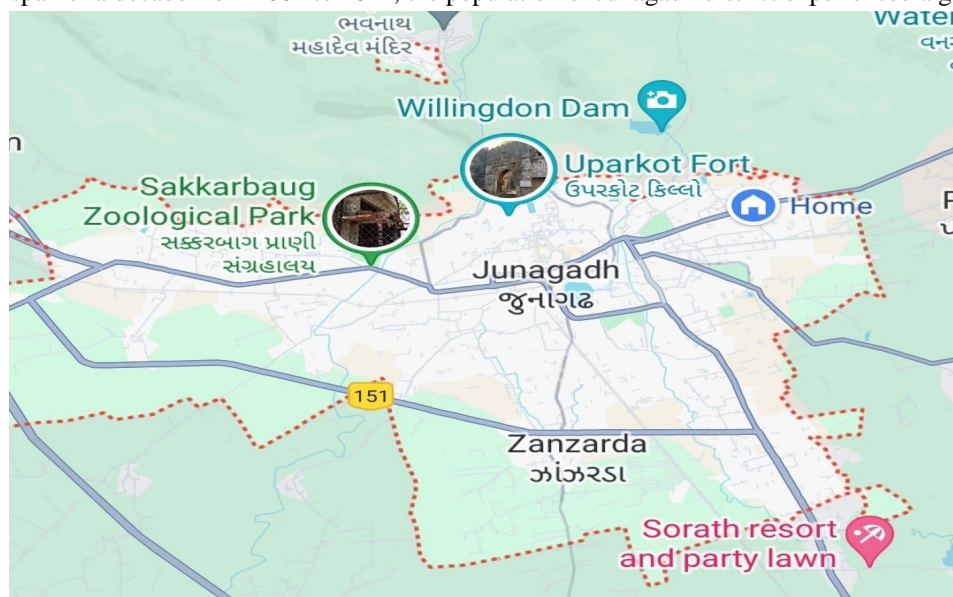 ભવનાથ
મહાદેવ મંદિર
Willingdon Dam
Uparkot Fort
ઉપરકોટ કિલ્લો
Sakkarbaug
Zoological Park
સક્કરબાગ પ્રાણી
સંગ્રહાલય
Home
Junagadh
જુનાગઢ
151
Zanzarda
ઝાંઝરડા
Sorath resort
and party lawn